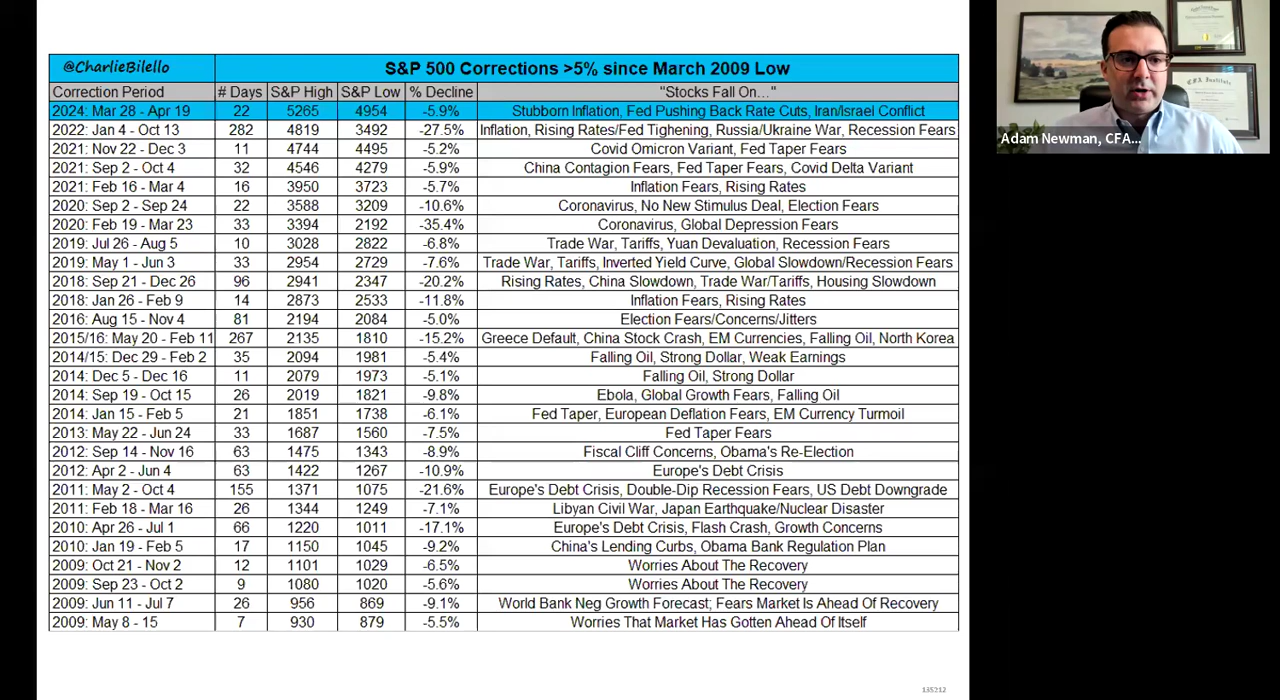 @CharlieBilello S&P 500 Corrections >5% since March 2009 Low
Correction Period # Days S&P High S&P Low % Decline "Stocks Fall On..."
2024: Mar 28 - Apr 19 22 5265 4954 -5.9% Stubborn Inflation, Fed Pushing Back Rate Cuts, Iran/Israel Conflict
2022: Jan 4 - Oct 13 282 4819 3492 -27.5% Inflation, Rising Rates/Fed Tighening, Russia/Ukraine War, Recession Fears
2021: Nov 22 - Dec 3 11 4744 4495 -5.2% Covid Omicron Variant, Fed Taper Fears
2021: Sep 2 - Oct 4 32 4546 4279 -5.9% China Contagion Fears, Fed Taper Fears, Covid Delta Variant
2021: Feb 16 - Mar 4 16 3950 3723 -5.7% Inflation Fears, Rising Rates
2020: Sep 2 - Sep 24 22 3588 3209 -10.6% Coronavirus, No New Stimulus Deal, Election Fears
2020: Feb 19 - Mar 23 33 3394 2192 -35.4% Coronavirus, Global Depression Fears
2019: Jul 26 - Aug 5 10 3028 2822 -6.8% Trade War, Tariffs, Yuan Devaluation, Recession Fears
2019: May 1 - Jun 3 33 2954 2729 -7.6% Trade War, Tariffs, Inverted Yield Curve, Global Slowdown/Recession Fears
2018: Sep 21 - Dec 26 96 2941 2347 -20.2% Rising Rates, China Slowdown, Trade War/Tariffs, Housing Slowdown
2018: Jan 26 - Feb 9 14 2873 2533 -11.8% Inflation Fears, Rising Rates
2016: Aug 15 - Nov 4 81 2194 2084 -5.0% Election Fears/Concerns/Jitters
2015/16: May 20 - Feb 11 267 2135 1810 -15.2% Greece Default, China Stock Crash, EM Currencies, Falling Oil, North Korea
2014/15: Dec 29 - Feb 2 35 2094 1981 -5.4% Falling Oil, Strong Dollar, Weak Earnings
2014: Dec 5 - Dec 16 11 2079 1973 -5.1% Falling Oil, Strong Dollar
2014: Sep 19 - Oct 15 26 2019 1821 -9.8% Ebola, Global Growth Fears, Falling Oil
2014: Jan 15 - Feb 5 21 1851 1738 -6.1% Fed Taper, European Deflation Fears, EM Currency Turmoil
2013: May 22 - Jun 24 33 1687 1560 -7.5% Fed Taper Fears
2012: Sep 14 - Nov 16 63 1475 1343 -8.9% Fiscal Cliff Concerns, Obama's Re-Election
2012: Apr 2 - Jun 4 63 1422 1267 -10.9% Europe's Debt Crisis
2011: May 2 - Oct 4 155 1371 1075 -21.6% Europe's Debt Crisis, Double-Dip Recession Fears, US Debt Downgrade
2011: Feb 18 - Mar 16 26 1344 1249 -7.1% Libyan Civil War, Japan Earthquake/Nuclear Disaster
2010: Apr 26 - Jul 1 66 1220 1011 -17.1% Europe's Debt Crisis, Flash Crash, Growth Concerns
2010: Jan 19 - Feb 5 17 1150 1045 -9.2% China's Lending Curbs, Obama Bank Regulation Plan
2009: Oct 21 - Nov 2 12 1101 1029 -6.5% Worries About The Recovery
2009: Sep 23 - Oct 2 9 1080 1020 -5.6% Worries About The Recovery
2009: Jun 11 - Jul 7 26 956 869 -9.1% World Bank Neg Growth Forecast; Fears Market Is Ahead Of Recovery
2009: May 8 - 15 7 930 879 -5.5% Worries That Market Has Gotten Ahead Of Itself
135212
CFA Institute
Adam Newman, CFA...